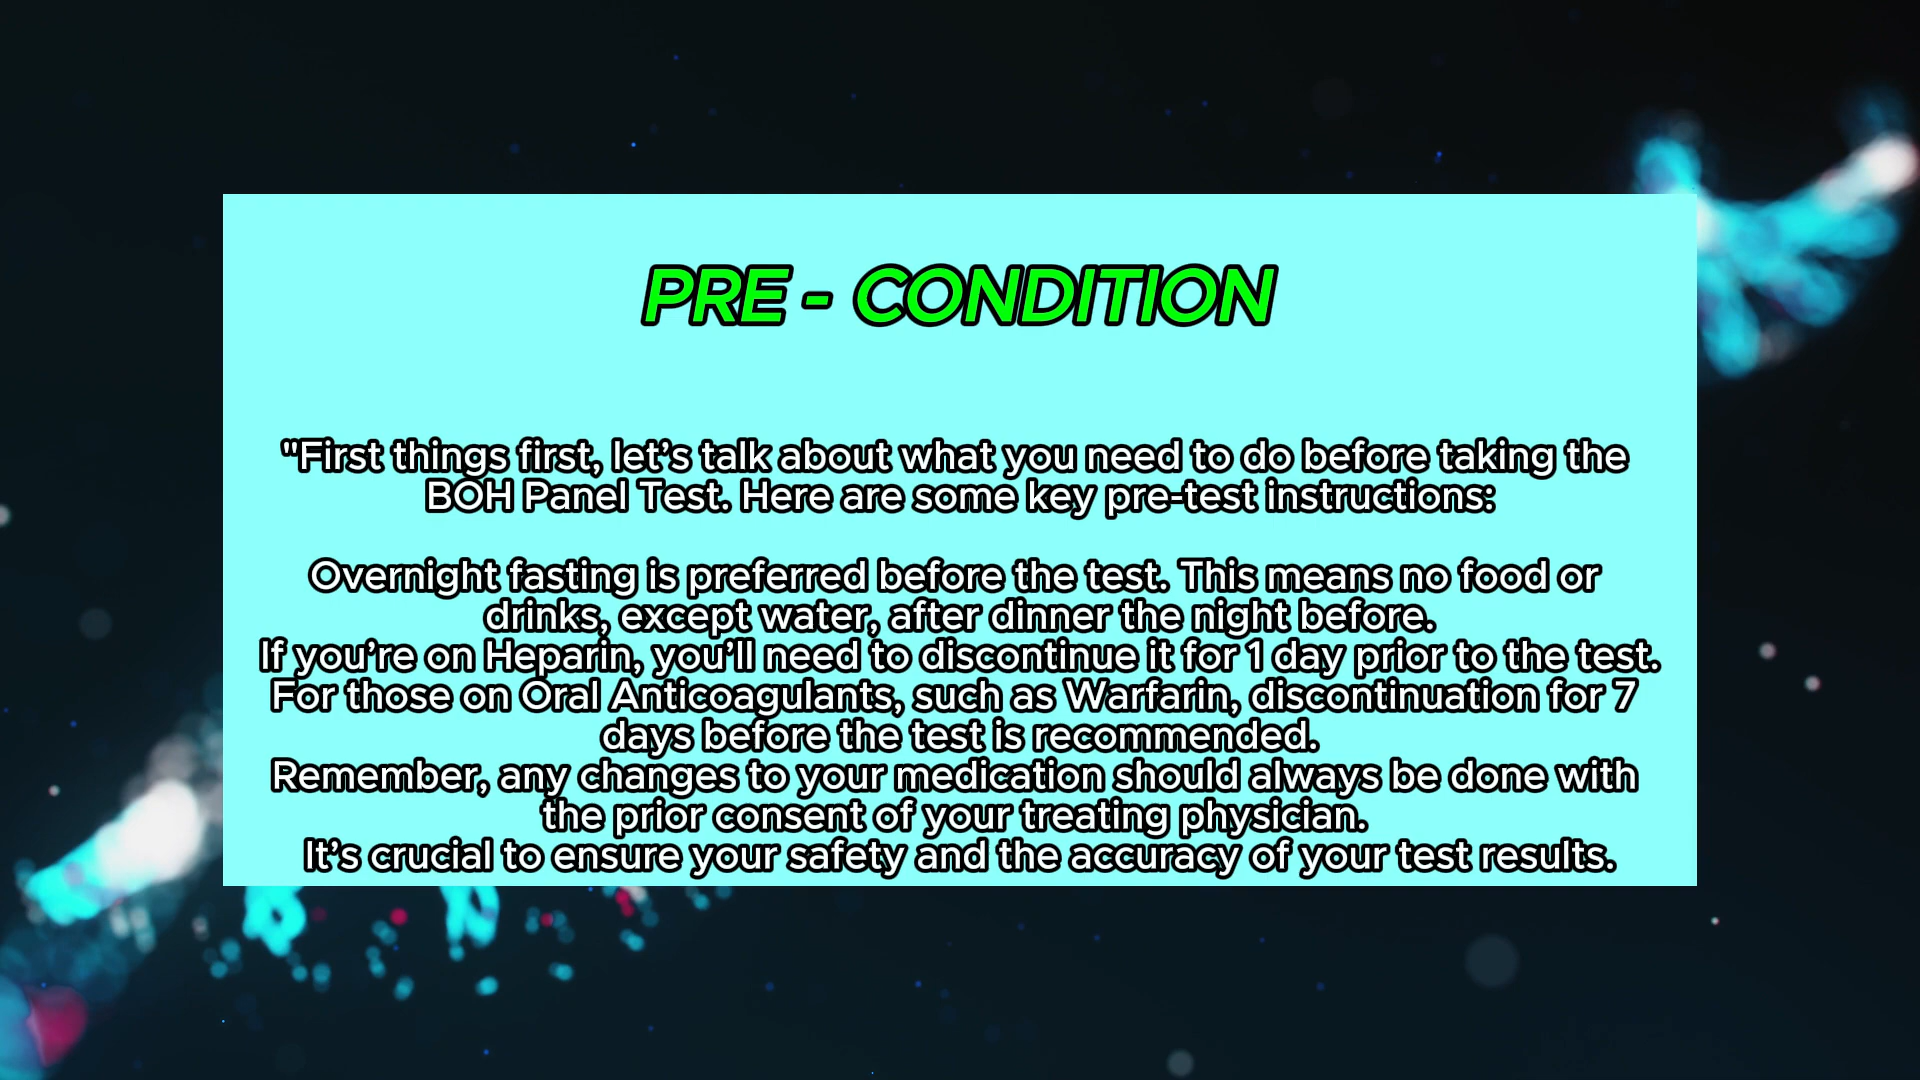 PRE - CONDITION
"First things first, let’s talk about what you need to do before taking the
BOH Panel Test. Here are some key pre-test instructions:
Overnight fasting is preferred before the test. This means no food or
drinks, except water, after dinner the night before.
If you’re on Heparin, you’ll need to discontinue it for 1 day prior to the test.
For those on Oral Anticoagulants, such as Warfarin, discontinuation for 7
days before the test is recommended.
Remember, any changes to your medication should always be done with
the prior consent of your treating physician.
It’s crucial to ensure your safety and the accuracy of your test results.